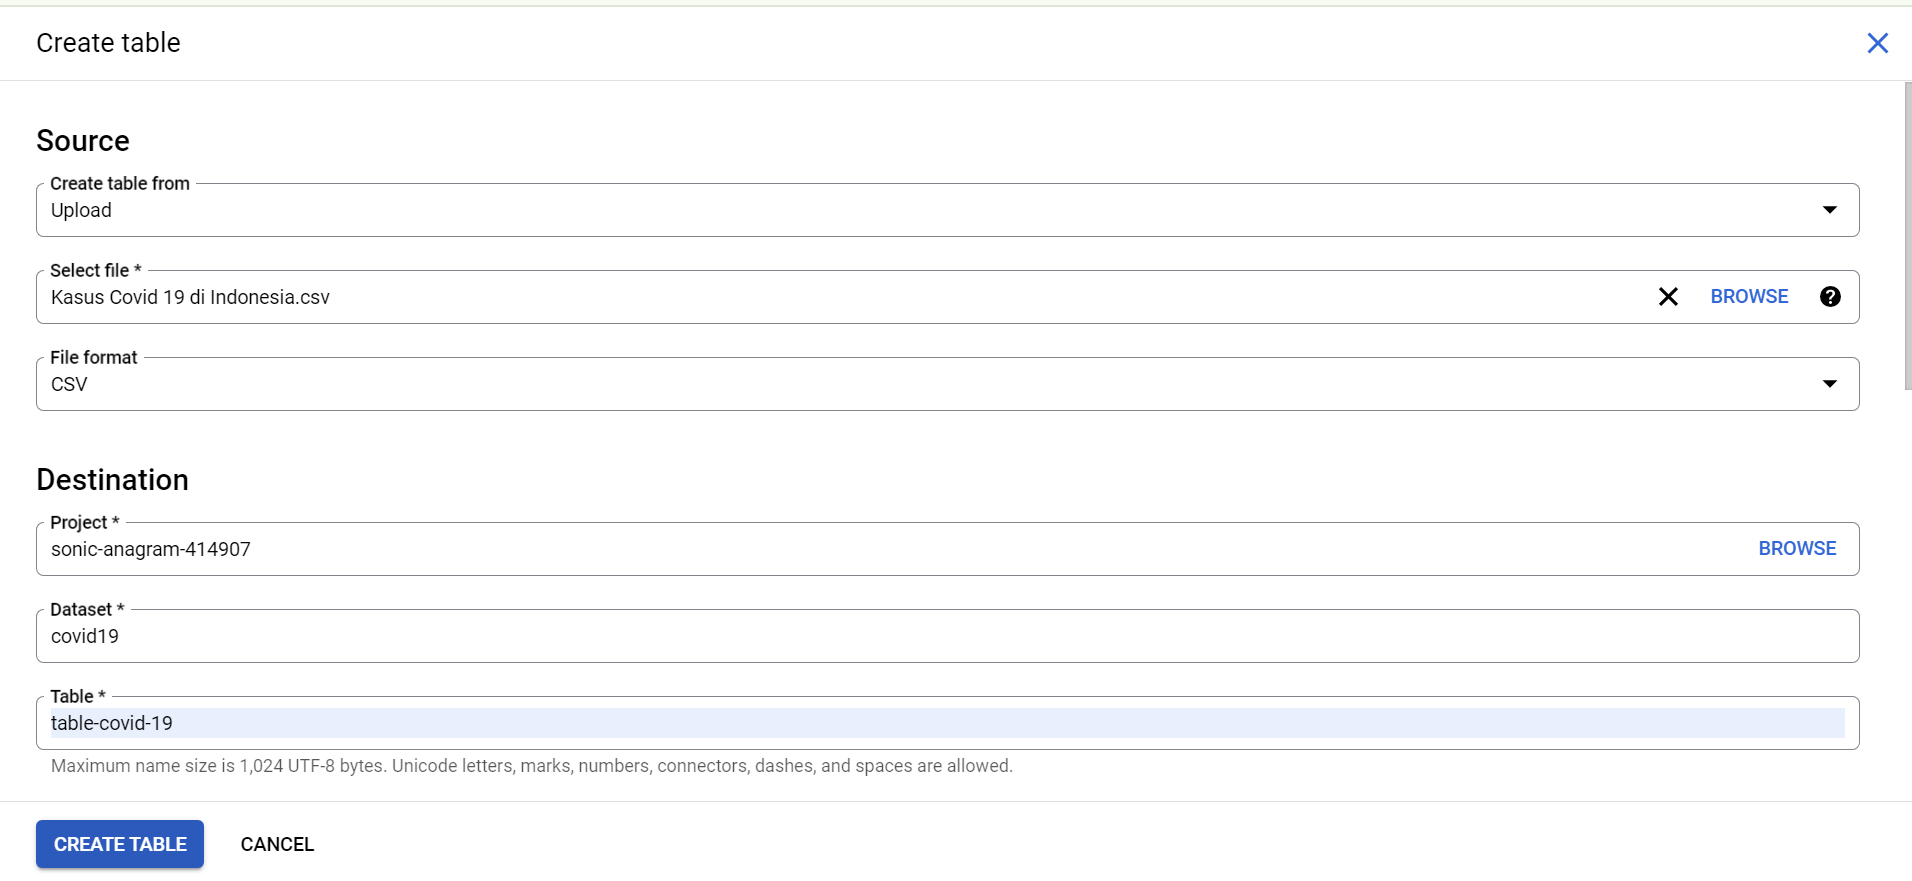 Create table
Source
Create table from
Upload
Select file *
Kasus Covid 19 di Indonesia.csv
BROWSE
?
File format
CSV
Destination
Project *
sonic-anagram-414907
BROWSE
Dataset *
covid19
Table *
table-covid-19
Maximum name size is 1,024 UTF-8 bytes. Unicode letters, marks, numbers, connectors, dashes, and spaces are allowed.
CREATE TABLE
CANCEL